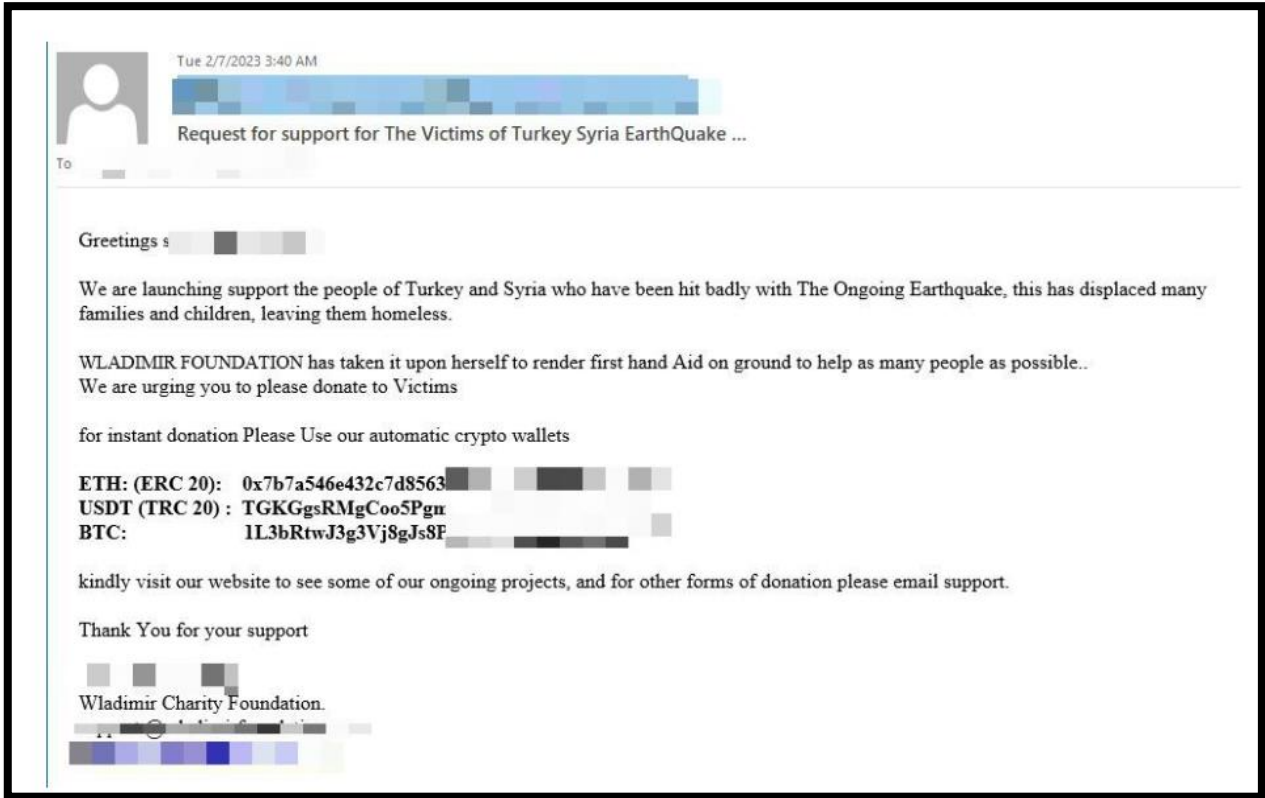 Tue 2/7/2023 3:40 AM
Request for support for The Victims of Turkey Syria EarthQuake ...
To
Greetings s
We are launching support the people of Turkey and Syria who have been hit badly with The Ongoing Earthquake, this has displaced many
families and children, leaving them homeless.
WLADIMIR FOUNDATION has taken it upon herself to render first hand Aid on ground to help as many people as possible..
We are urging you to please donate to Victims
for instant donation Please Use our automatic crypto wallets
ETH: (ERC 20): 0x7b7a546e432c7d8563
USDT (TRC 20) : TGKGgsRMgCoo5Pgm
BTC: 1L3bRtwJ3g3Vj8gJs8P
kindly visit our website to see some of our ongoing projects, and for other forms of donation please email support.
Thank You for your support
Wladimir Charity Foundation.